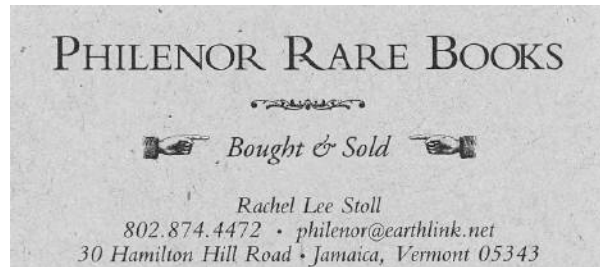 PHILENOR RARE BOOKS
Bought & Sold
Rachel Lee Stoll
802.874.4472 • philenor@earthlink.net
30 Hamilton Hill Road • Jamaica, Vermont 05343